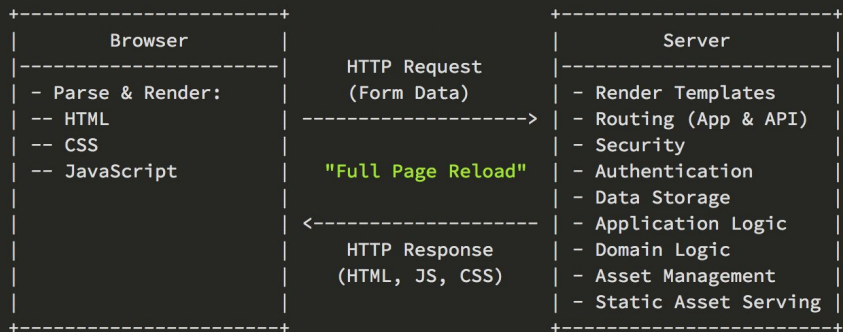 Browser
- Parse & Render:
-- HTML
-- CSS
-- JavaScript
HTTP Request
(Form Data)
---------------------->
"Full Page Reload"
<---------------------
HTTP Response
(HTML, JS, CSS)
Server
- Render Templates
- Routing (App & API)
- Security
- Authentication
- Data Storage
- Application Logic
- Domain Logic
- Asset Management
- Static Asset Serving